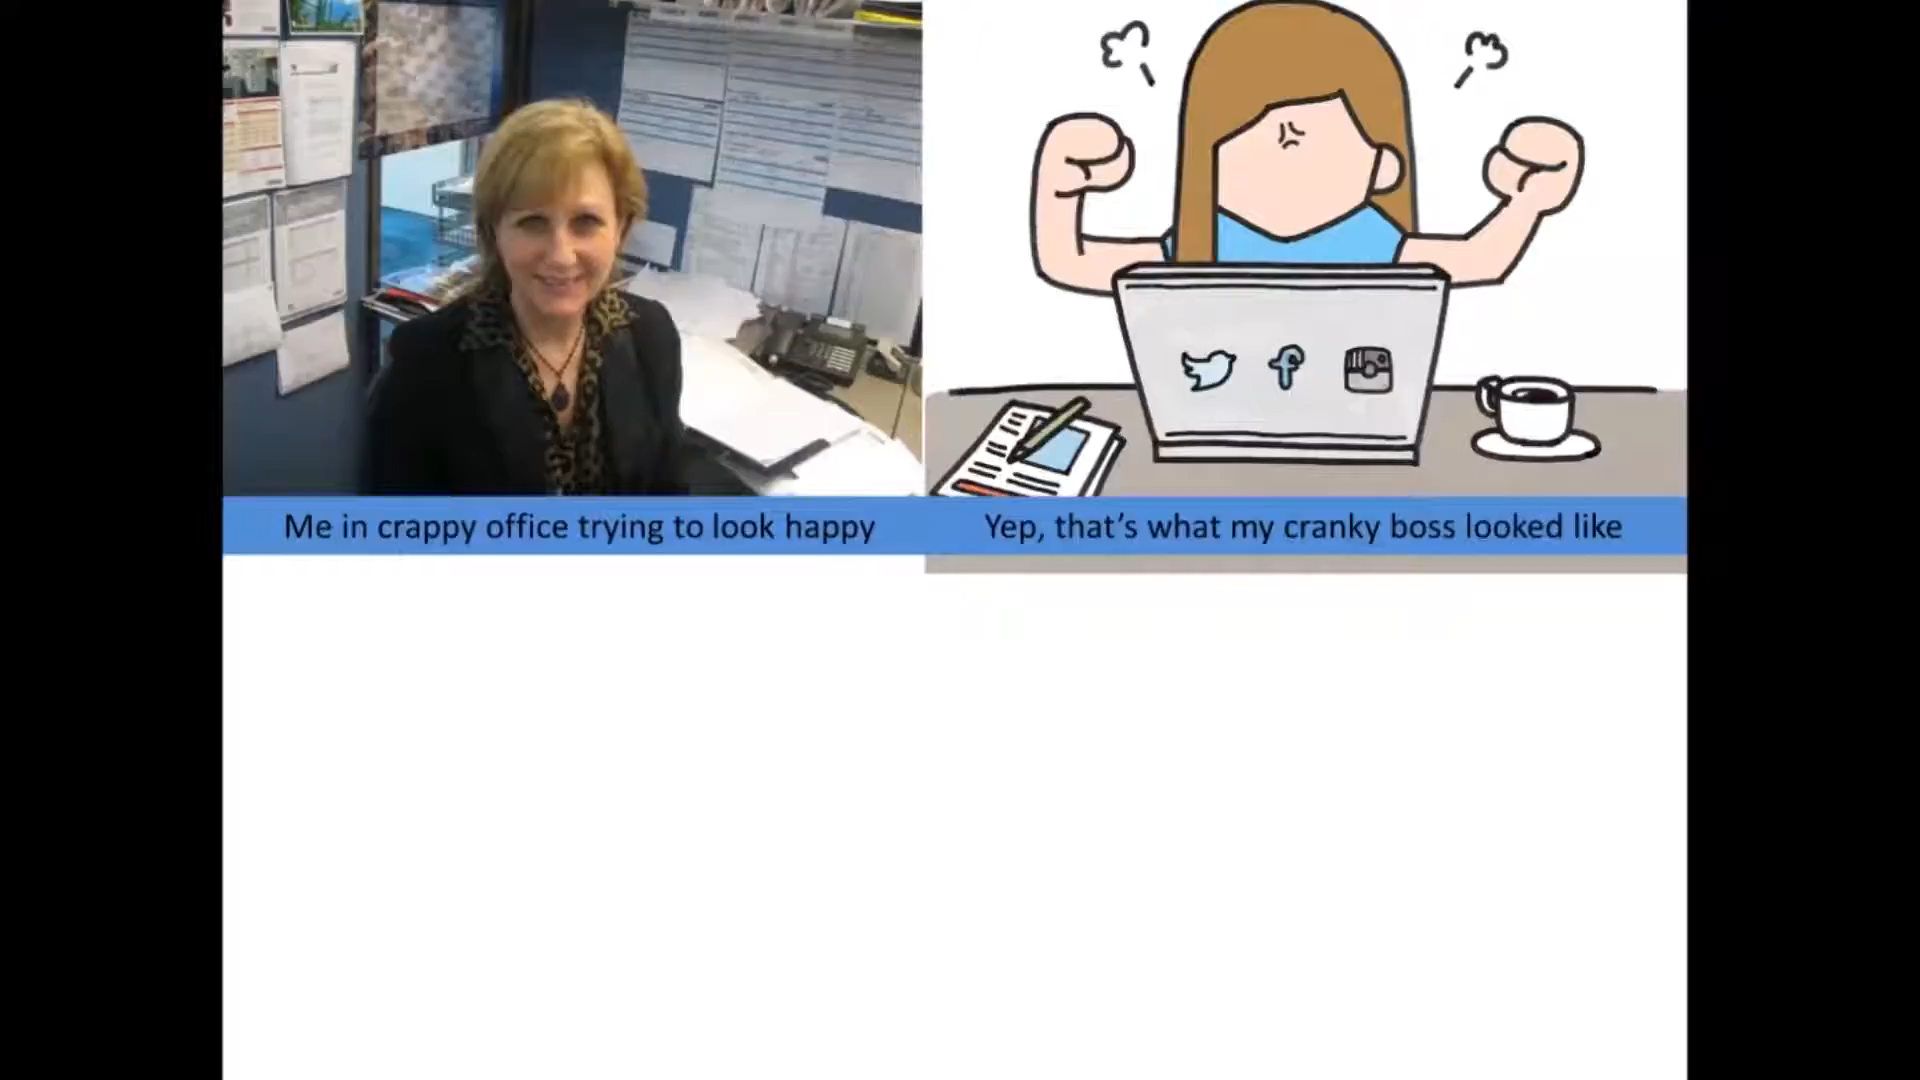 Me in crappy office trying to look happy
Yep, that's what my cranky boss looked like